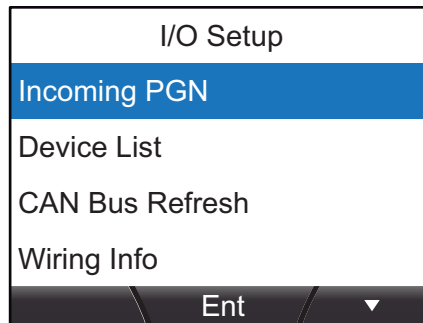 I/O Setup
Incoming PGN
Device List
CAN Bus Refresh
Wiring Info
Ent